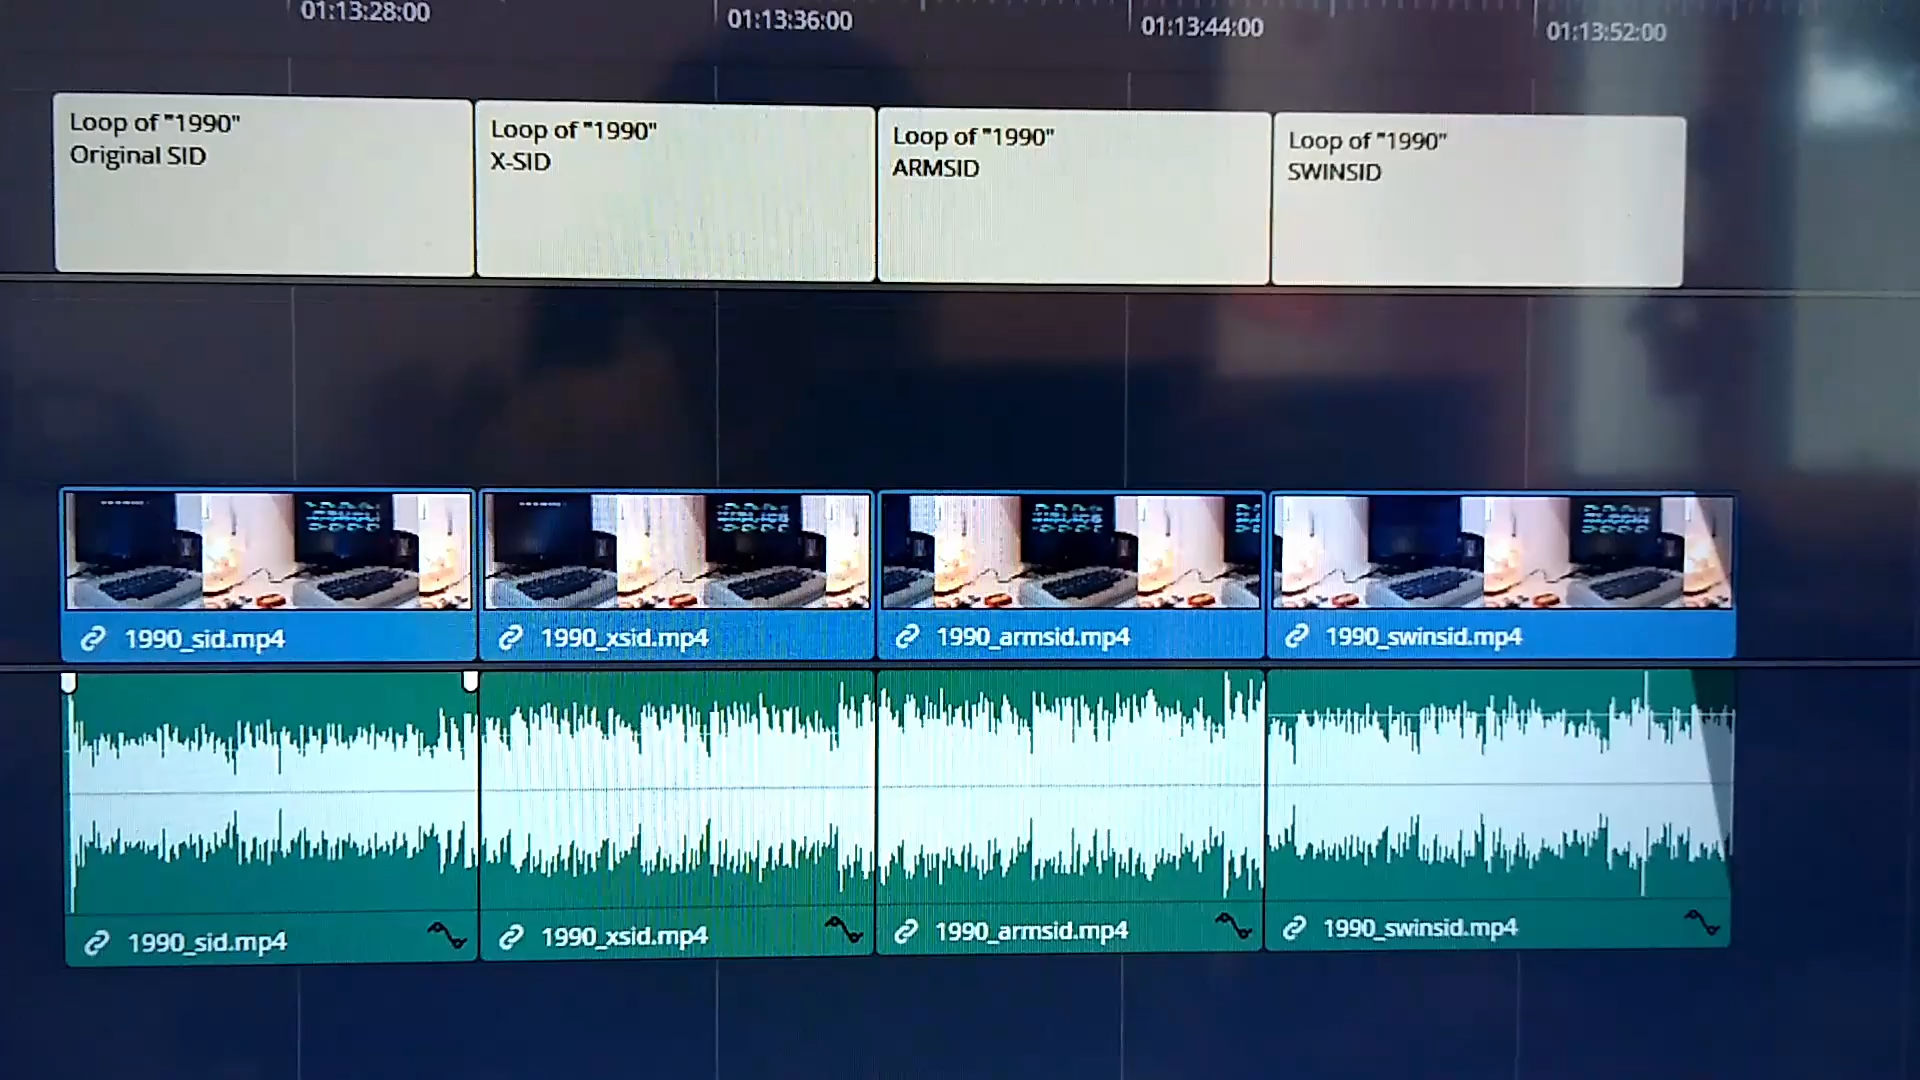 01:13:28:00
01:13:36:00
01:13:44:00
01:13:52:00
Loop of "1990"
Original SID
Loop of "1990"
X-SID
Loop of "1990"
ARMSID
Loop of "1990"
SWINSID
1990_sid.mp4
1990_xsid.mp4
1990_armsid.mp4
1990_swinsid.mp4
1990_sid.mp4
1990_xsid.mp4
1990_armsid.mp4
1990_swinsid.mp4